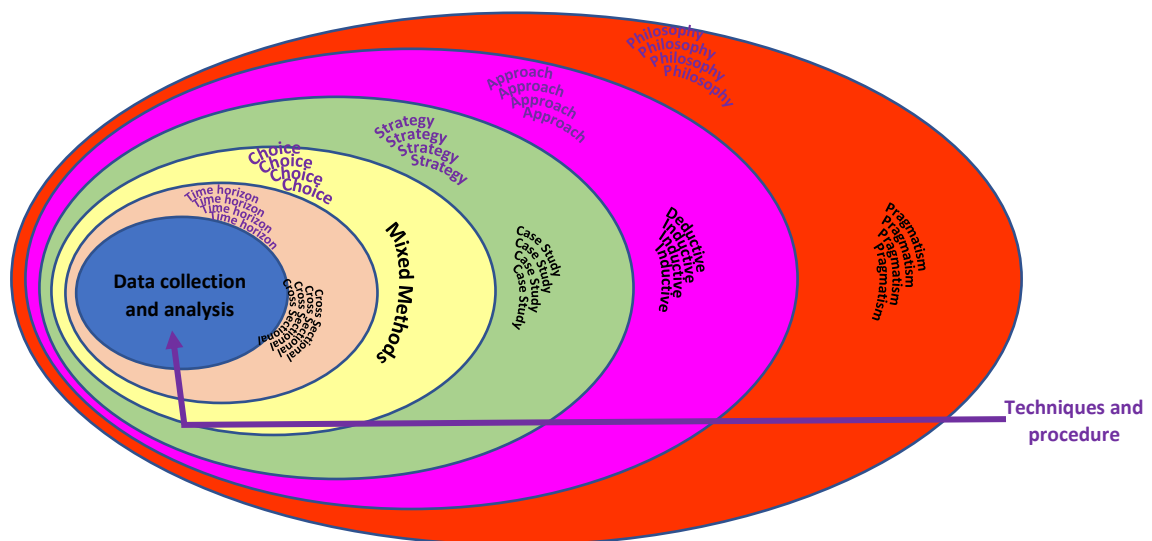 Philosophy
Philosophy
Philosophy
Philosophy
Approach
Approach
Approach
Approach
Strategy
Strategy
Strategy
Strategy
Choice
Choice
Choice
Choice
Time horizon
Time horizon
Time horizon
Time horizon
Data collection
and analysis
Cross Sectional
Cross Sectional
Cross Sectional
Cross Sectional
Mixed Methods
Case Study
Case Study
Case Study
Case Study
Deductive
Inductive
Inductive
Inductive
Pragmatism
Pragmatism
Pragmatism
Pragmatism
Techniques and
procedure